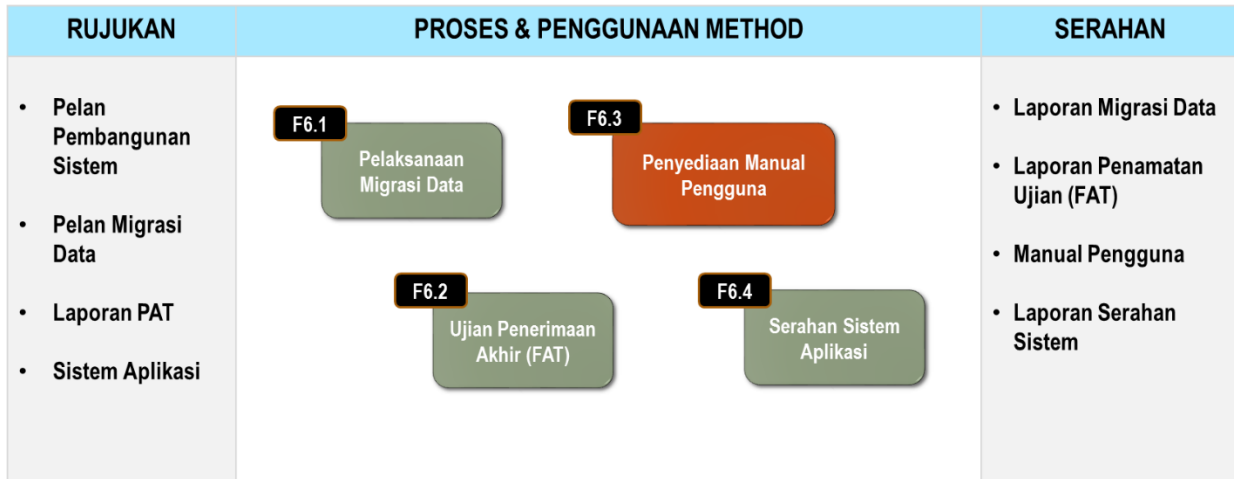 RUJUKAN
PROSES & PENGGUNAAN METHOD
SERAHAN
• Pelan
Pembangunan
Sistem
• Pelan Migrasi
Data
• Laporan PAT
• Sistem Aplikasi
F6.1
Pelaksanaan
Migrasi Data
F6.3
Penyediaan Manual
Pengguna
F6.2
Ujian Penerimaan
Akhir (FAT)
F6.4
Serahan Sistem
Aplikasi
• Laporan Migrasi Data
• Laporan Penamatan
Ujian (FAT)
• Manual Pengguna
• Laporan Serahan
Sistem